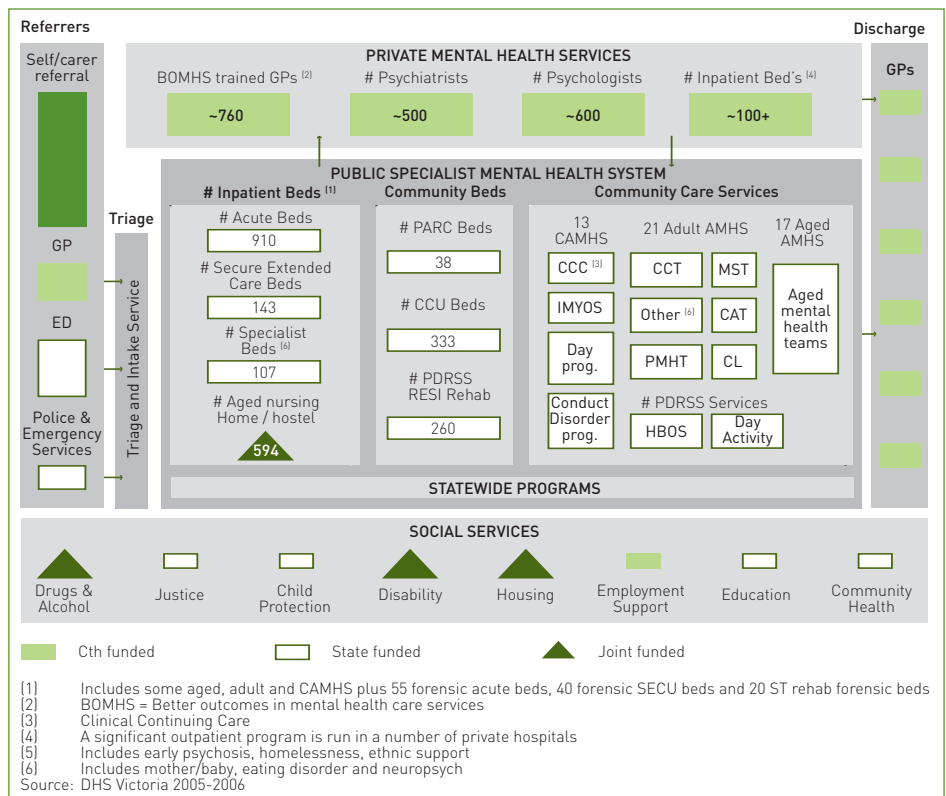 Referrers
Discharge
Self/carer
referral
GP
ED
Police &
Emergency
Services
Triage
Triage and Intake Service
PRIVATE MENTAL HEALTH SERVICES
BOMHS trained GPs (2)
# Psychiatrists
# Psychologists
# Inpatient Bed's (4)
~760
~500
~600
~100+
GPs
PUBLIC SPECIALIST MENTAL HEALTH SYSTEM
# Inpatient Beds (1)
# Acute Beds
910
# Secure Extended
Care Beds
143
# Specialist
Beds (6)
107
# Aged nursing
Home / hostel
594
Community Beds
# PARC Beds
38
# CCU Beds
333
# PDRSS
RESI Rehab
260
Community Care Services
13
CAMHS
CCC (3)
IMYOS
Day
prog.
Conduct
Disorder
prog.
21 Adult AMHS
CCT
MST
Other (6)
CAT
PMHT
CL
# PDRSS Services
HBOS
Day
Activity
17 Aged
AMHS
Aged
mental
health
teams
STATEWIDE PROGRAMS
SOCIAL SERVICES
Drugs &
Alcohol
Justice
Child
Protection
Disability
Housing
Employment
Support
Education
Community
Health
Cth funded
State funded
Joint funded
(1) Includes some aged, adult and CAMHS plus 55 forensic acute beds, 40 forensic SECU beds and 20 ST rehab forensic beds
(2) BOMHS = Better outcomes in mental health care services
(3) Clinical Continuing Care
(4) A significant outpatient program is run in a number of private hospitals
(5) Includes early psychosis, homelessness, ethnic support
(6) Includes mother/baby, eating disorder and neuropsych
Source: DHS Victoria 2005-2006